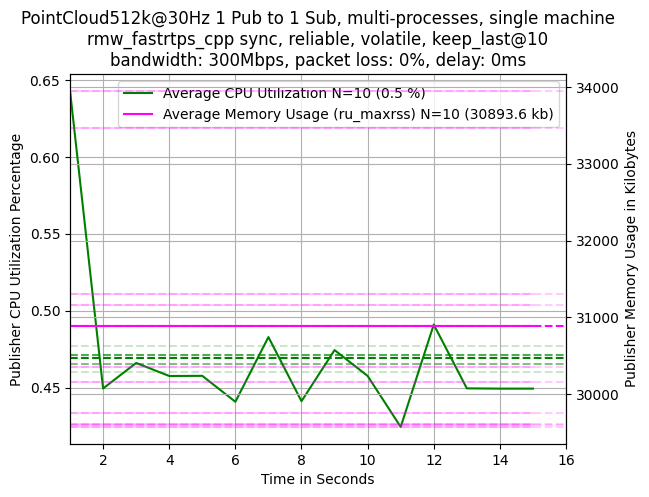 PointCloud512k@30Hz 1 Pub to 1 Sub, multi-processes, single machine
rmw_fastrtps_cpp sync, reliable, volatile, keep_last@10
bandwidth: 300Mbps, packet loss: 0%, delay: 0ms
Average CPU Utilization N=10 (0.5 %)
Average Memory Usage (ru_maxrss) N=10 (30893.6 kb)
Publisher CPU Utilization Percentage
0.65
0.60
0.55
0.50
0.45
34000
33000
32000
31000
30000
Publisher Memory Usage in Kilobytes
2 4 6 8 10 12 14 16
Time in Seconds